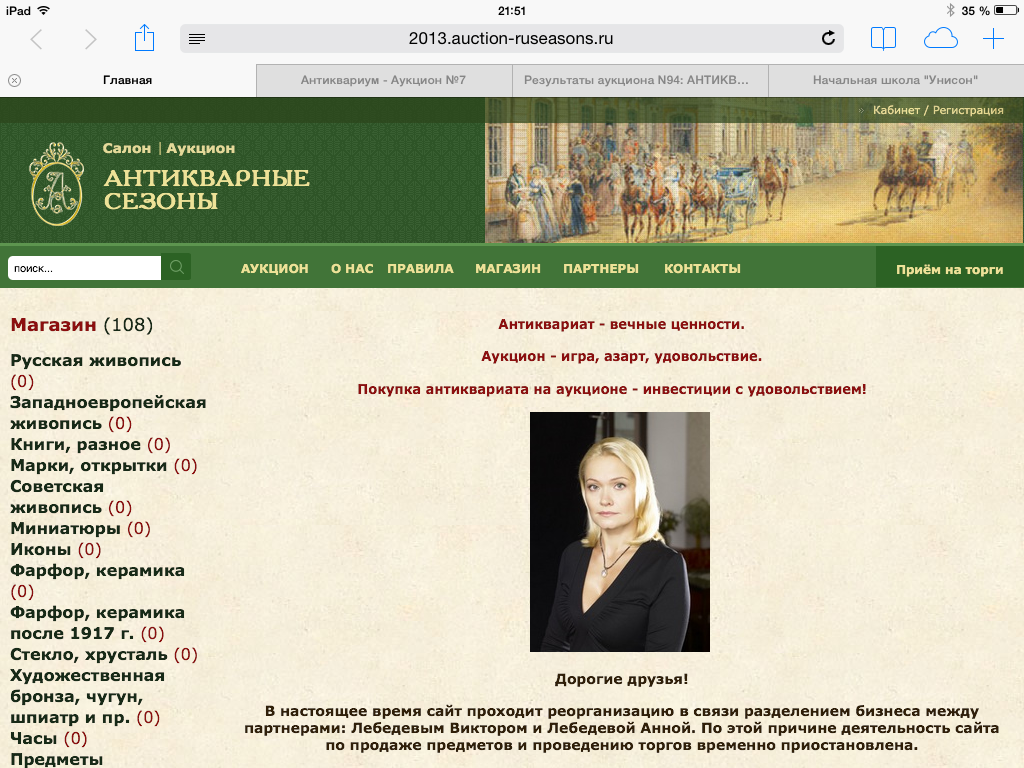 iPad
21:51
35 %
2013.auction-ruseasons.ru
Главная
Антиквариум - Аукцион №7
Результаты аукциона N94: АНТИКВ...
Начальная школа "Унисон"
» Кабинет / Регистрация
Салон | Аукцион
АНТИКВАРНЫЕ
СЕЗОНЫ
поиск...
АУКЦИОН
О НАС
ПРАВИЛА
МАГАЗИН
ПАРТНЕРЫ
КОНТАКТЫ
Приём на торги
Магазин (108)
Русская живопись
(0)
Западноевропейская
живопись (0)
Книги, разное (0)
Марки, открытки (0)
Советская
живопись (0)
Миниатюры (0)
Иконы (0)
Фарфор, керамика
(0)
Фарфор, керамика
после 1917 г. (0)
Стекло, хрусталь (0)
Художественная
бронза, чугун,
шпиатр и пр. (0)
Часы (0)
Предметы
Антиквариат - вечные ценности.
Аукцион - игра, азарт, удовольствие.
Покупка антиквариата на аукционе - инвестиции с удовольствием!
Дорогие друзья!
В настоящее время сайт проходит реорганизацию в связи разделением бизнеса между
партнерами: Лебедевым Виктором и Лебедевой Анной. По этой причине деятельность сайта
по продаже предметов и проведению торгов временно приостановлена.